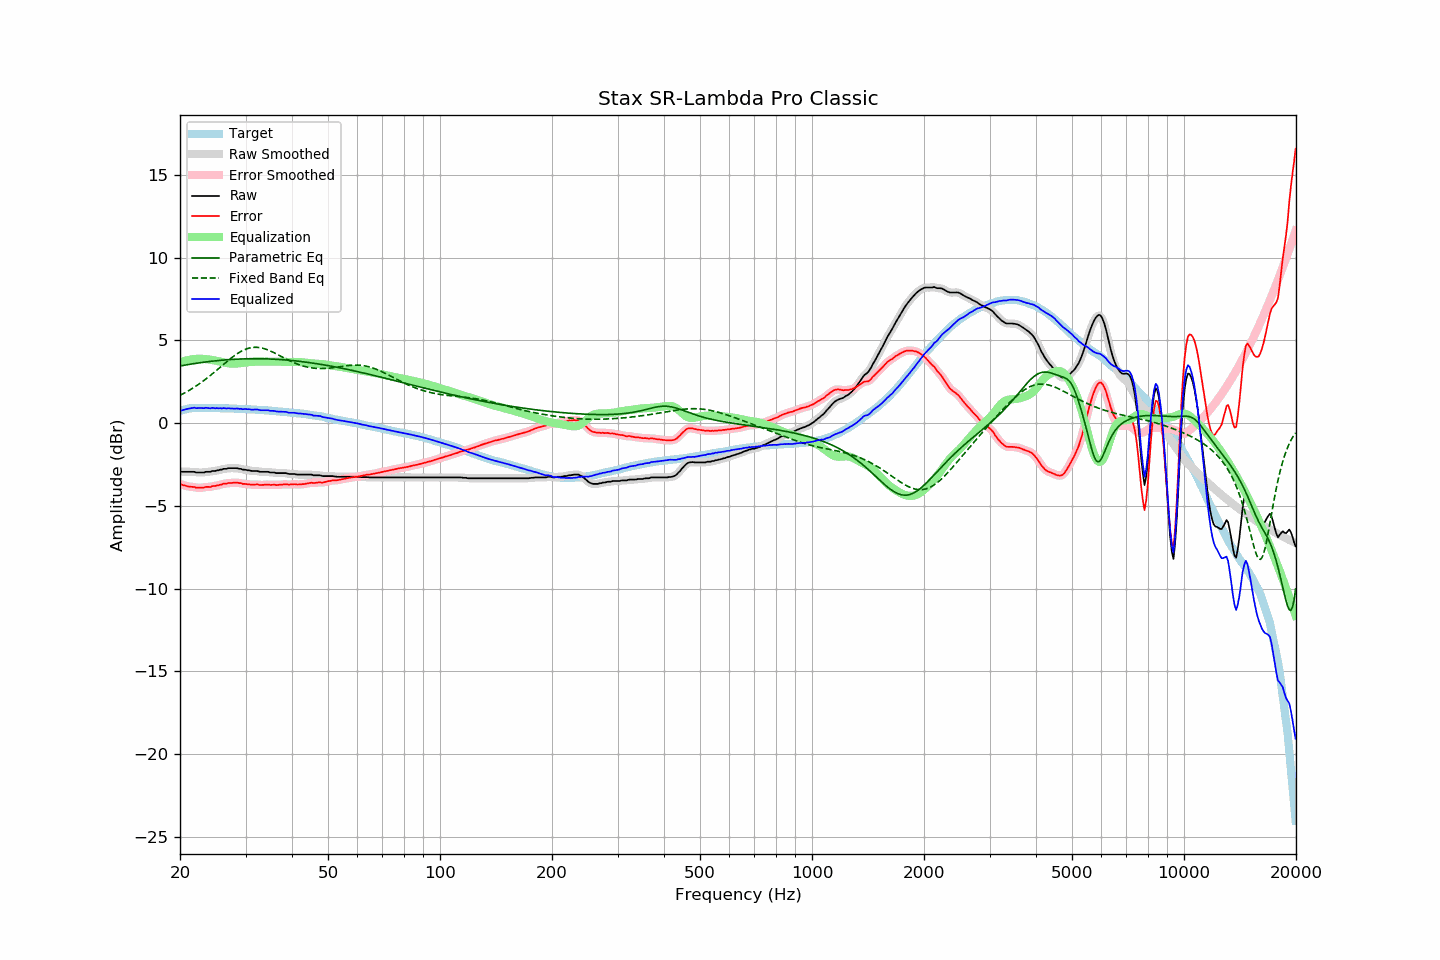 Stax SR-Lambda Pro Classic
Target
Raw Smoothed
Error Smoothed
Raw
Error
Equalization
Parametric Eq
Fixed Band Eq
Equalized
15
10
5
0
−5
−10
−15
−20
−25
Amplitude (dBr)
20
50
100
200
500
1000
2000
5000
10000
20000
Frequency (Hz)